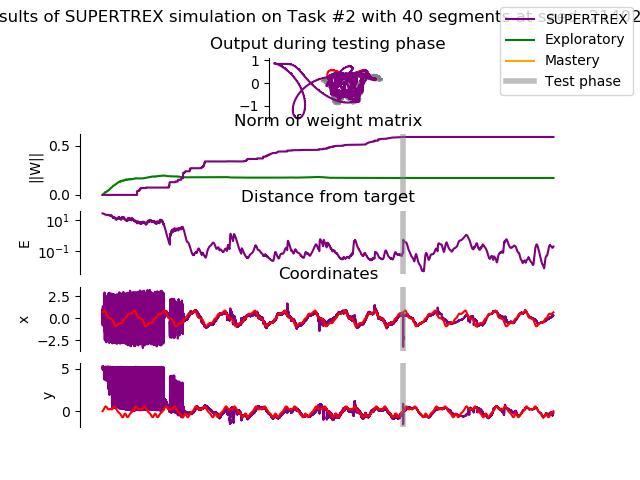 sults of SUPERTREX simulation on Task #2 with 40 segments
SUPERTREX
Exploratory
Mastery
Test phase
Output during testing phase
1
0
−1
Norm of weight matrix
||W||
0.5
0.0
Distance from target
E
10¹
10⁻¹
Coordinates
x
2.5
0.0
−2.5
y
5
0